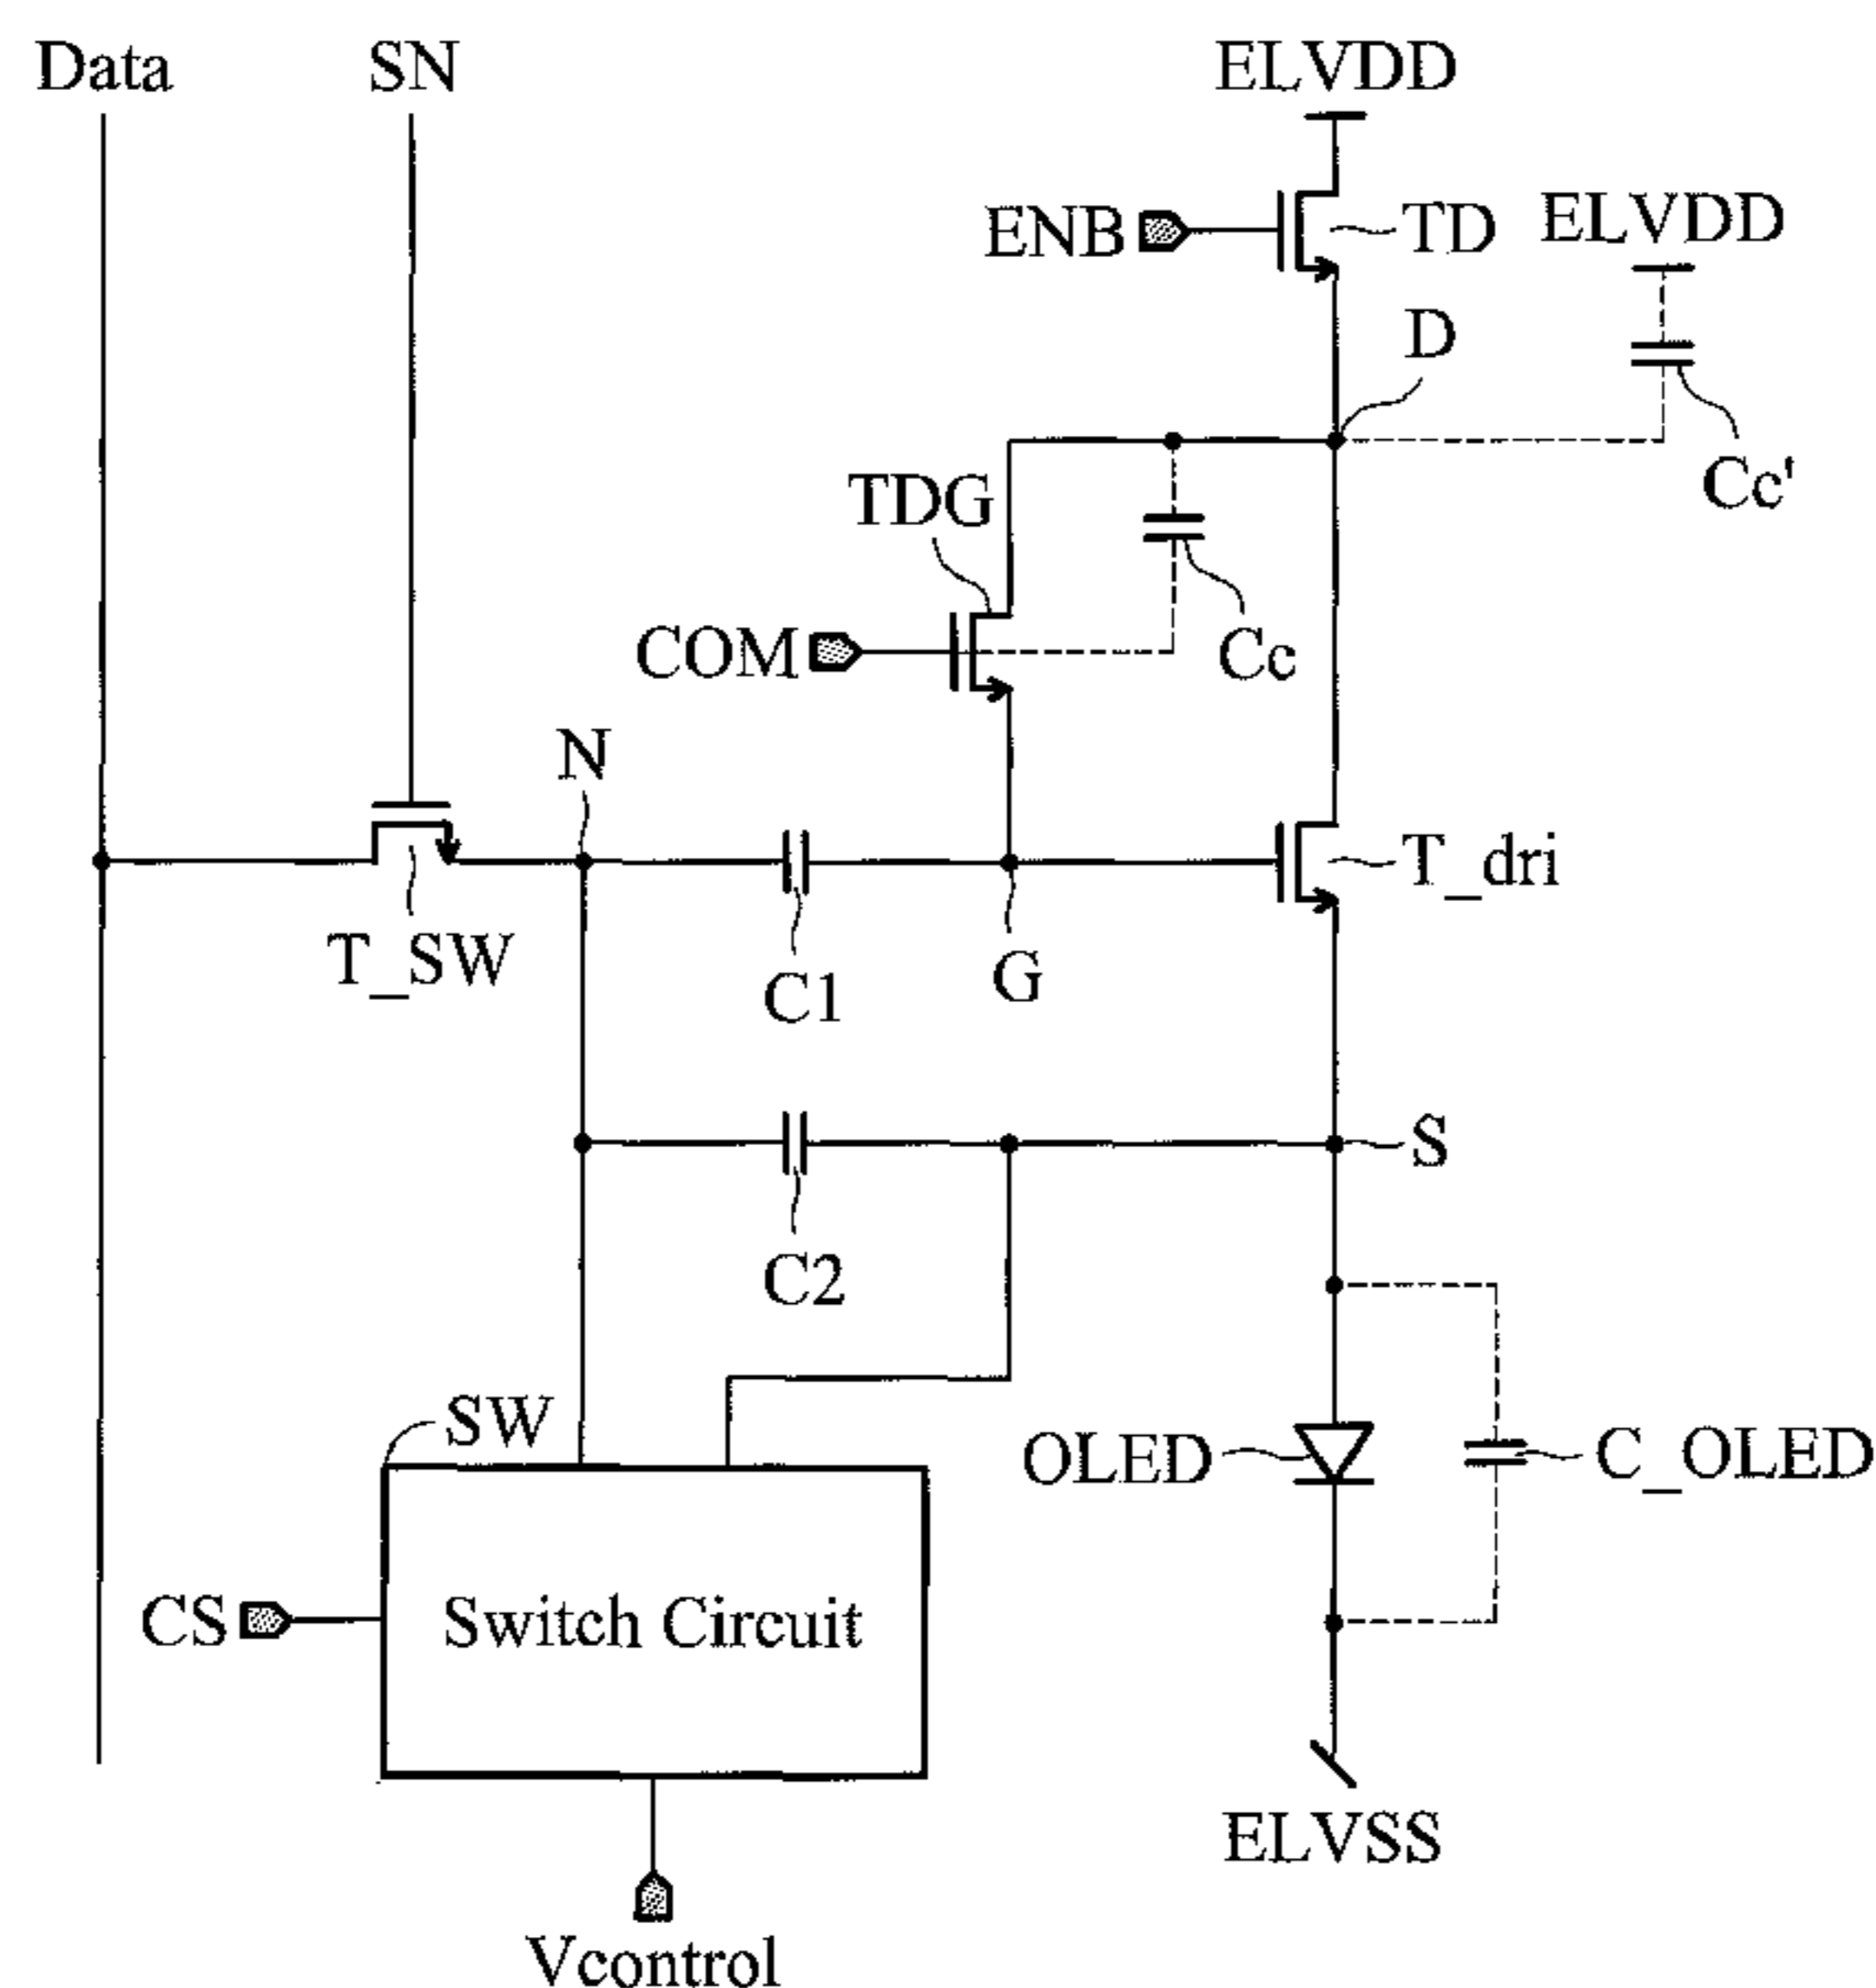 Data
SN
ELVDD
ENB
TD
ELVDD
D
TDG
Cc'
COM
Cc
N
T_dri
T_SW
C1
G
S
C2
SW
OLED
C_OLED
CS
Switch Circuit
ELVSS
Vcontrol